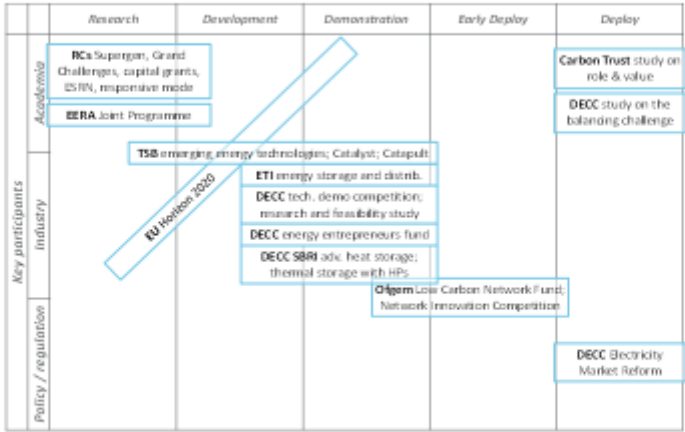 Research Development Demonstration Early Deploy Deploy
Key participants
Academia
RCs Supergen, Grand
Challenges, capital grants,
ESRN, responsive mode
EERA Joint Programme
Carbon Trust study on
role & value
DECC study on the
balancing challenge
Industry
EU Horizon 2020
TSB emerging energy technologies; Catalyst; Catapult
ETI energy storage and distrib.
DECC tech. demo competition;
research and feasibility study
DECC energy entrepreneurs fund
DECC SBRI adv. heat storage;
thermal storage with HPs
Ofgem Low Carbon Network Fund;
Network Innovation Competition
Policy / regulation
DECC Electricity
Market Reform